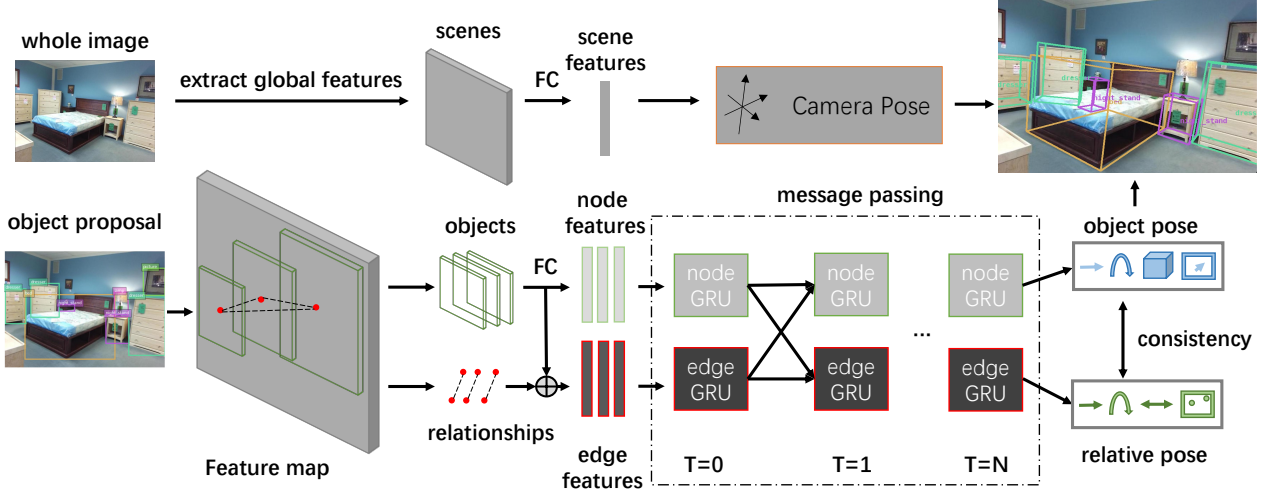 whole image
extract global features
scenes
FC
scene
features
Camera Pose
object proposal
Feature map
objects
relationships
FC
node
features
edge
features
message passing
node
GRU
edge
GRU
T=0
node
GRU
edge
GRU
T=1
...
node
GRU
edge
GRU
T=N
object pose
consistency
relative pose
night_stand
night_stand